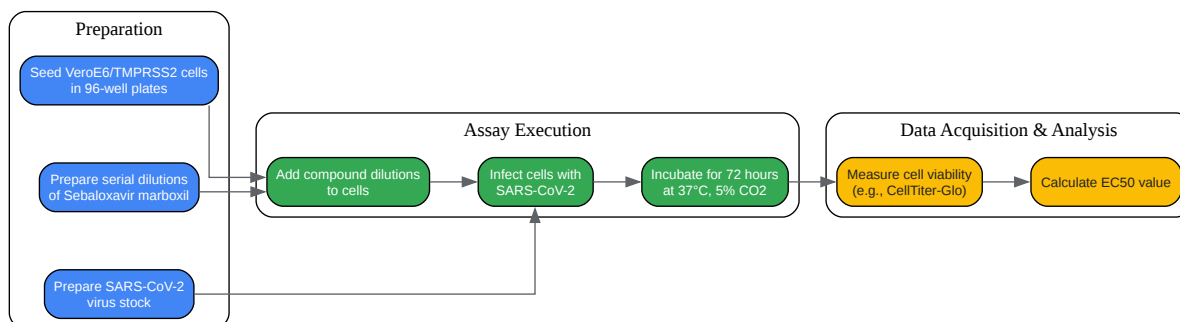 Preparation
Seed VeroE6/TMPRSS2 cells
in 96-well plates
Prepare serial dilutions
of Sebaloxavir marboxil
Prepare SARS-CoV-2
virus stock
Assay Execution
Add compound dilutions
to cells
Infect cells with
SARS-CoV-2
Incubate for 72 hours
at 37°C, 5% CO2
Data Acquisition & Analysis
Measure cell viability
(e.g., CellTiter-Glo)
Calculate EC50 value